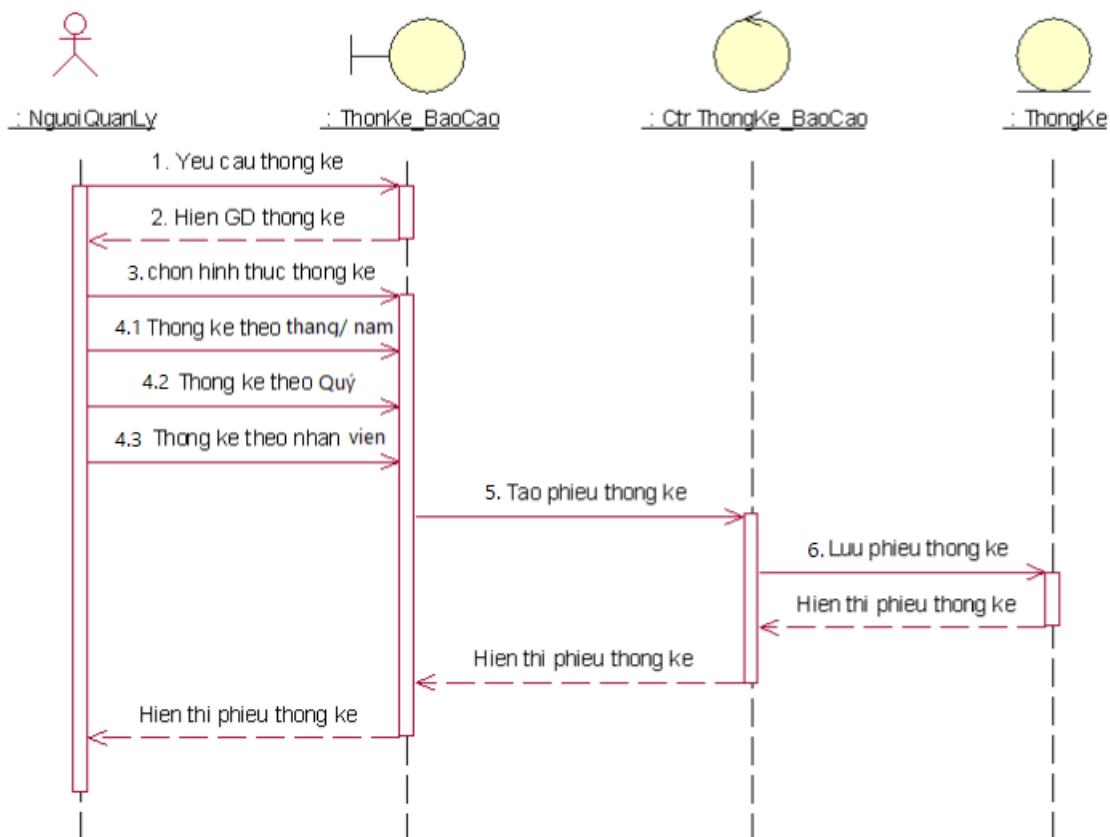 : NguoiQuanLy
: ThonKe_BaoCao
: Ctr ThongKe_BaoCao
: ThongKe
1. Yeu cau thong ke
2. Hien GD thong ke
3. chon hinh thuc thong ke
4.1 Thong ke theo thang/ nam
4.2 Thong ke theo Quý
4.3 Thong ke theo nhan vien
5. Tao phieu thong ke
6. Luu phieu thong ke
Hien thi phieu thong ke
Hien thi phieu thong ke
Hien thi phieu thong ke